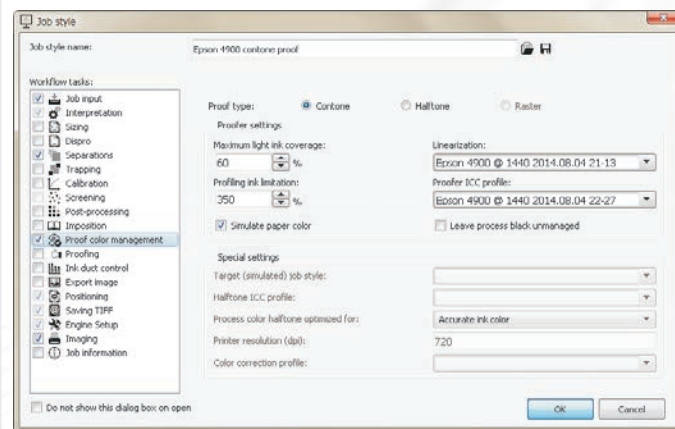 Job style
Job style name:
Epson 4900 contone proof
Workflow tasks:
Job input
Interpretation
Sizing
Dispro
Separations
Trapping
Calibration
Screening
Post-processing
Imposition
Proof color management
Proofing
Ink duct control
Export image
Positioning
Saving TIFF
Engine Setup
Imaging
Job information
Proof type:
Contone
Halftone
Raster
Proofer settings
Maximum light ink coverage:
Linearization:
60 %
Epson 4900 @ 1440 2014.08.04 21-13
Profiling ink limitation:
Proofer ICC profile:
350 %
Epson 4900 @ 1440 2014.08.04 22-27
Simulate paper color
Leave process black unmanaged
Special settings
Target (simulated) job style:
Halftone ICC profile:
Process color halftone optimized for:
Accurate ink color
Printer resolution (dpi):
720
Color correction profile:
Do not show this dialog box on open
OK
Cancel